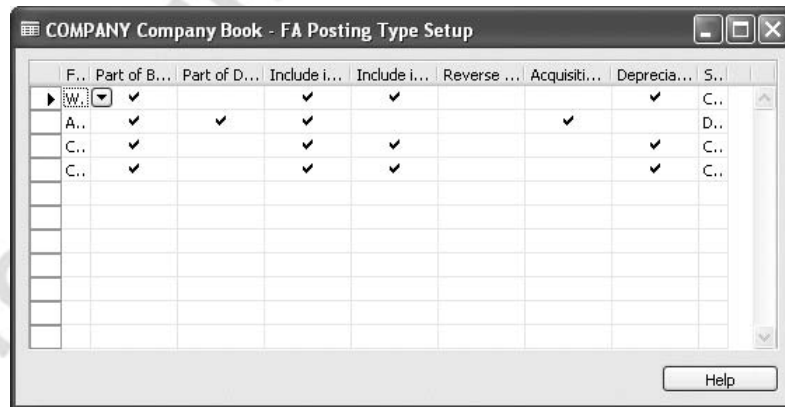 COMPANY Company Book - FA Posting Type Setup
F.. Part of B... Part of D... Include i... Include i... Reverse ... Acquisiti... Deprecia... S..
W. C..
A.. D..
C.. C..
C.. C..
Help